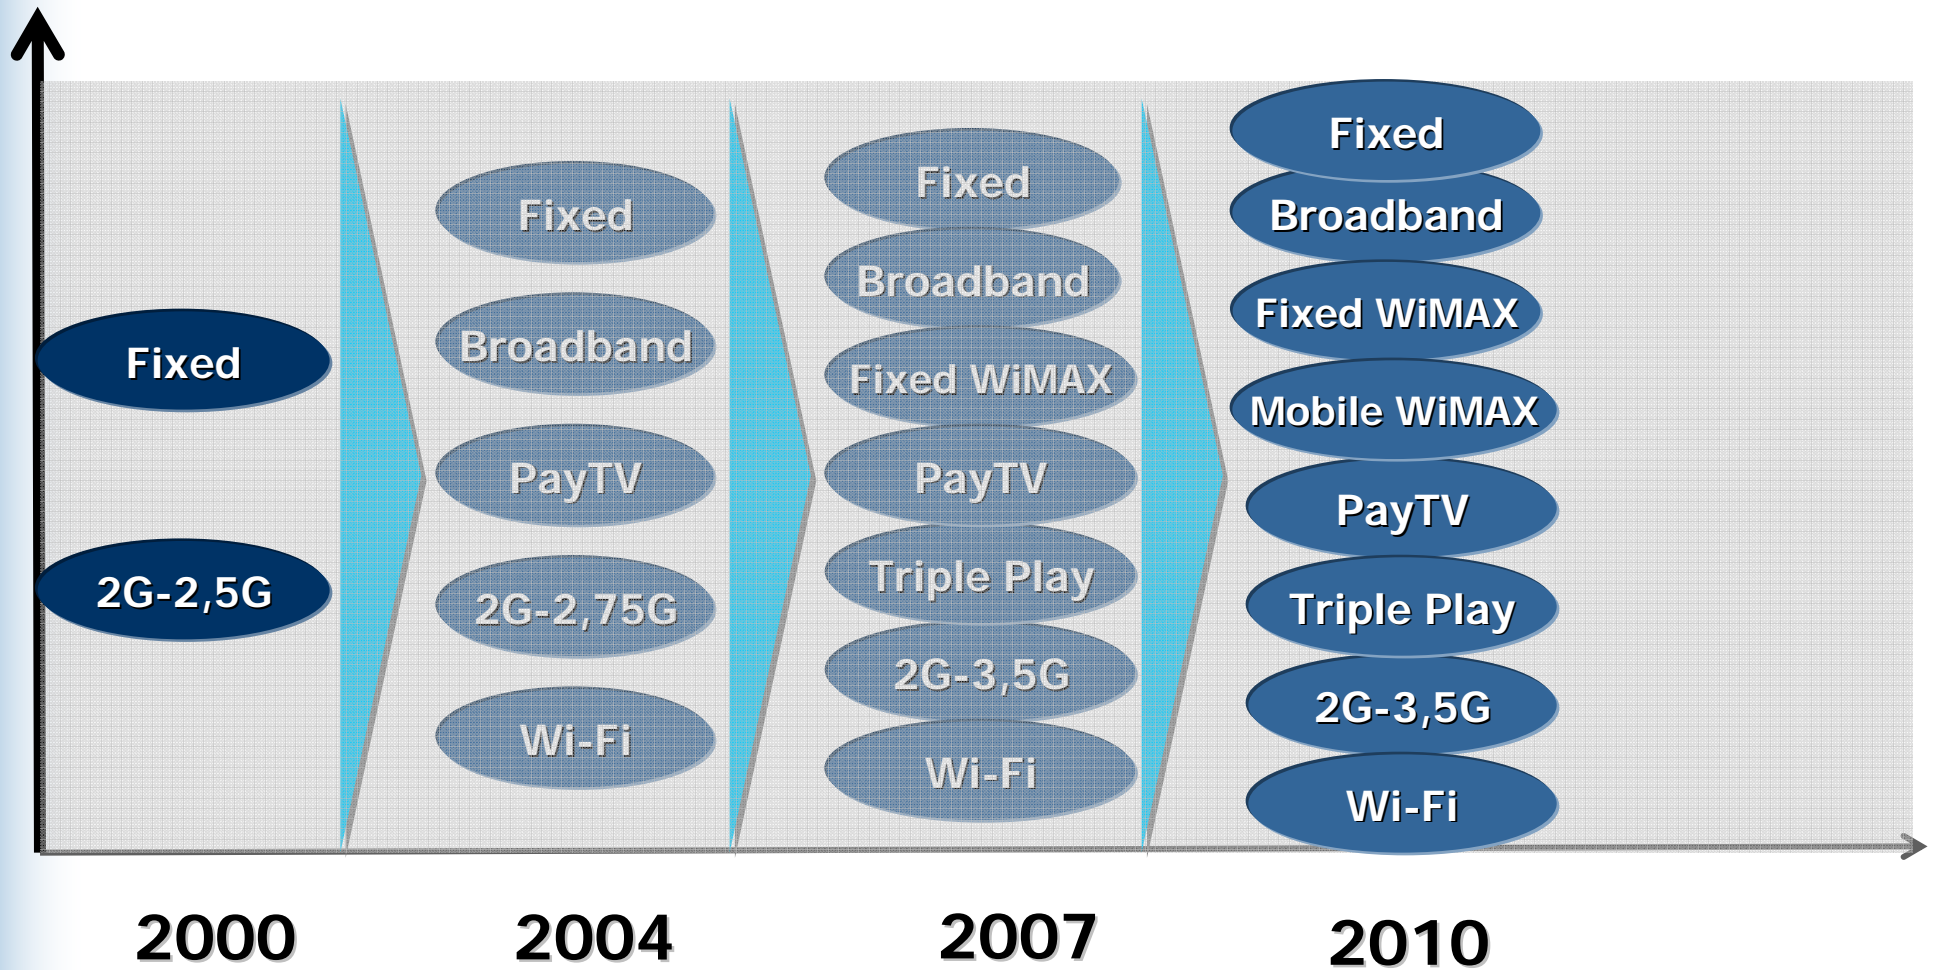 Fixed
2G-2,5G
Fixed
Broadband
PayTV
2G-2,75G
Wi-Fi
Fixed
Broadband
Fixed WiMAX
PayTV
Triple Play
2G-3,5G
Wi-Fi
Fixed
Broadband
Fixed WiMAX
Mobile WiMAX
PayTV
Triple Play
2G-3,5G
Wi-Fi
2000
2004
2007
2010